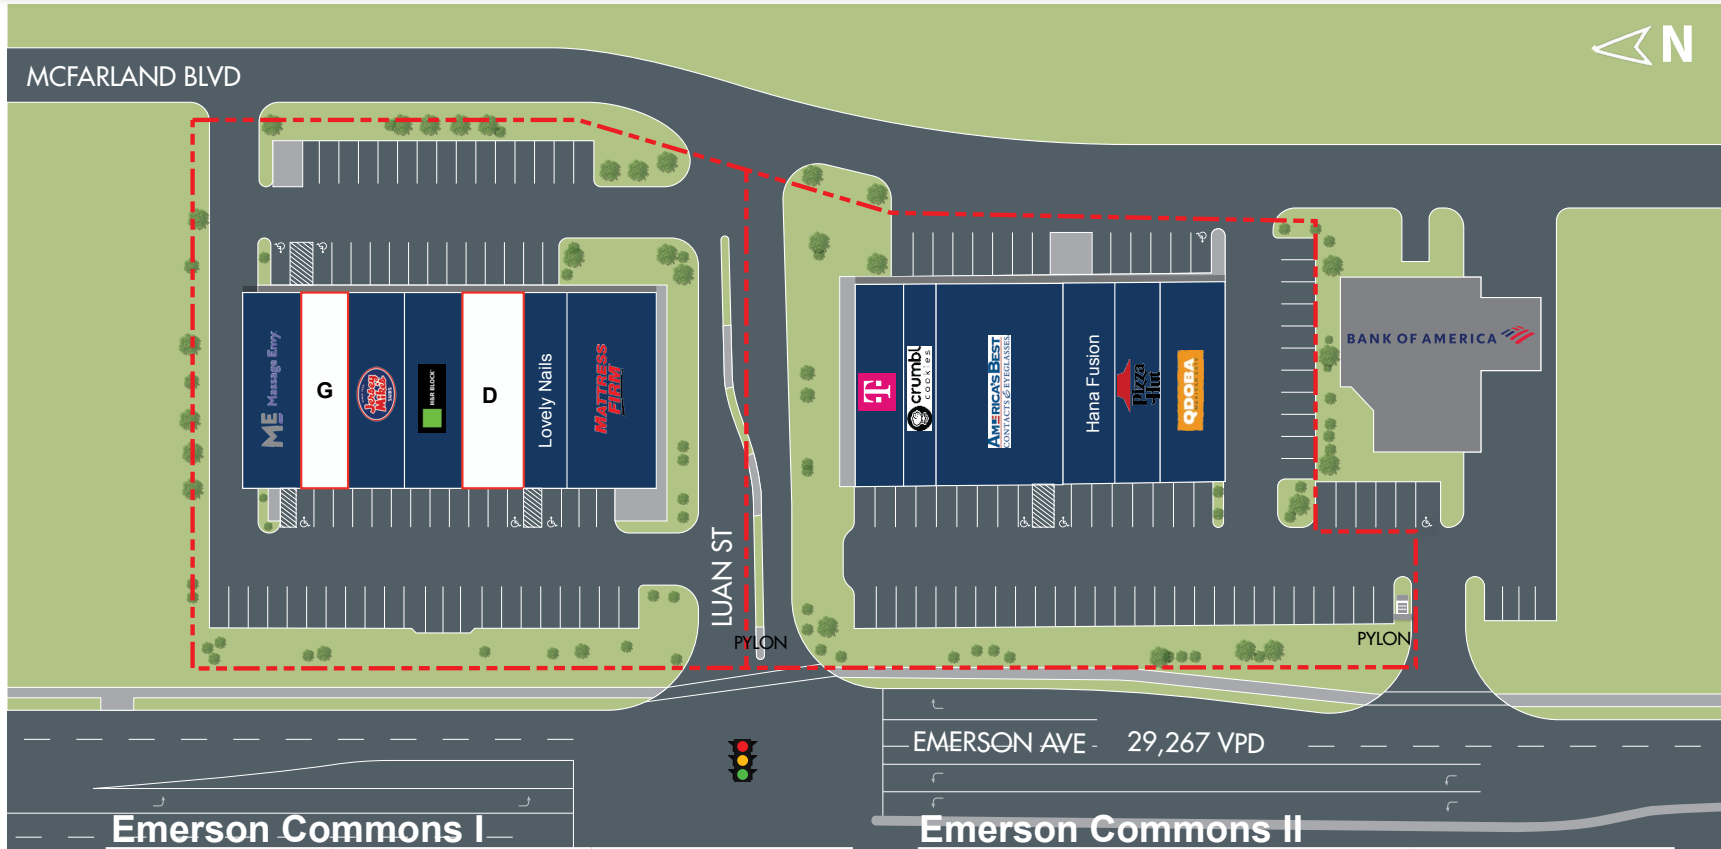 MCFARLAND BLVD
N
ME Massage Envy
G
Jersey Mike's
SUBS
H&R BLOCK
D
Lovely Nails
MATTRESS
FIRM
T
crumbl
cookies
AMERICA'S BEST
CONTACTS & EYEGLASSES
Hana Fusion
Pizza
Hut
QDOBA
BANK OF AMERICA
LUAN ST
PYLON
PYLON
EMERSON AVE 29,267 VPD
Emerson Commons I
Emerson Commons II